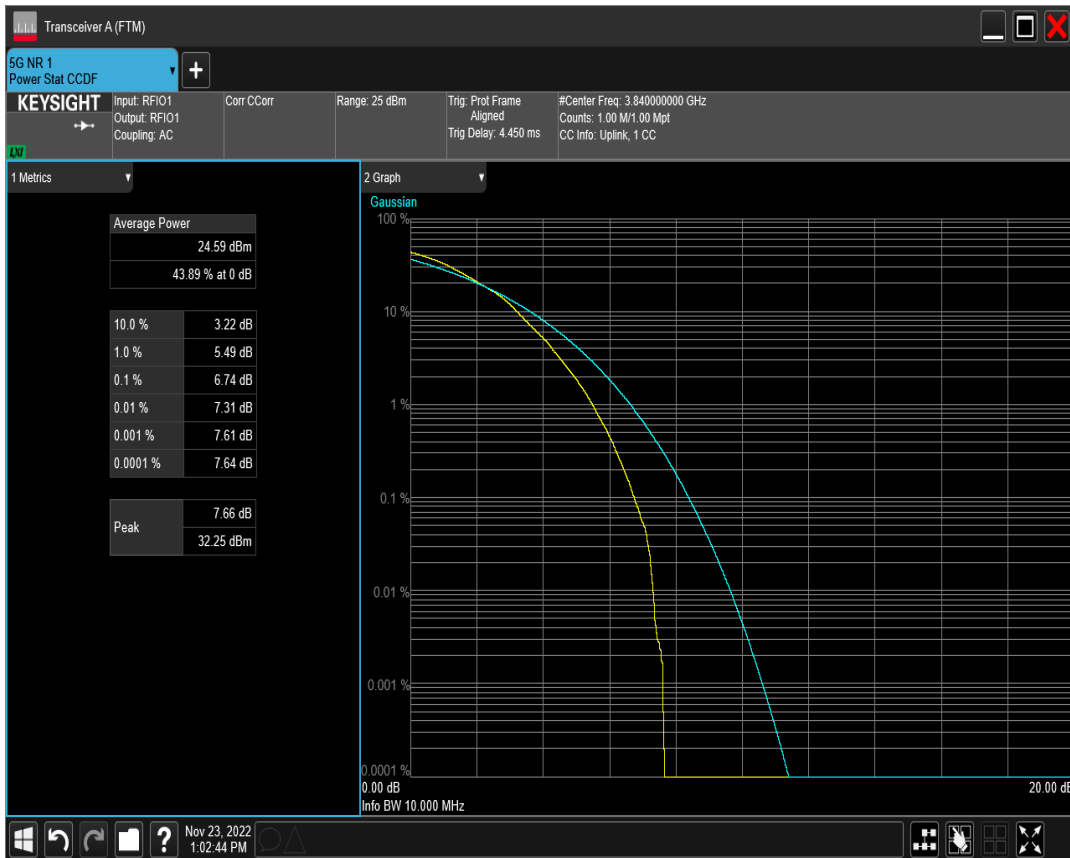 Transceiver A (FTM)
5G NR 1
Power Stat CCDF
+
KEYSIGHT
LXI
Input: RFIO1
Output: RFIO1
Coupling: AC
Corr CCorr
Range: 25 dBm
Trig: Prot Frame
Aligned
Trig Delay: 4.450 ms
#Center Freq: 3.840000000 GHz
Counts: 1.00 M/1.00 Mpt
CC Info: Uplink, 1 CC
1 Metrics
Average Power
24.59 dBm
43.89 % at 0 dB
10.0 % 3.22 dB
1.0 % 5.49 dB
0.1 % 6.74 dB
0.01 % 7.31 dB
0.001 % 7.61 dB
0.0001 % 7.64 dB
Peak
7.66 dB
32.25 dBm
2 Graph
Gaussian
100 %
10 %
1 %
0.1 %
0.01 %
0.001 %
0.0001 %
0.00 dB 20.00 dB
Info BW 10.000 MHz
?
Nov 23, 2022
1:02:44 PM